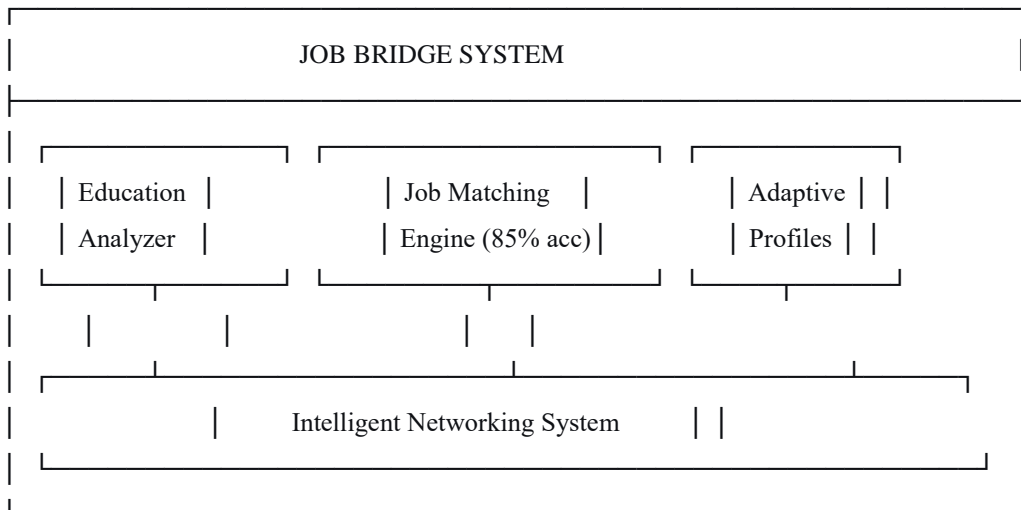 JOB BRIDGE SYSTEM
Education Job Matching Adaptive
Analyzer Engine (85% acc) Profiles
Intelligent Networking System